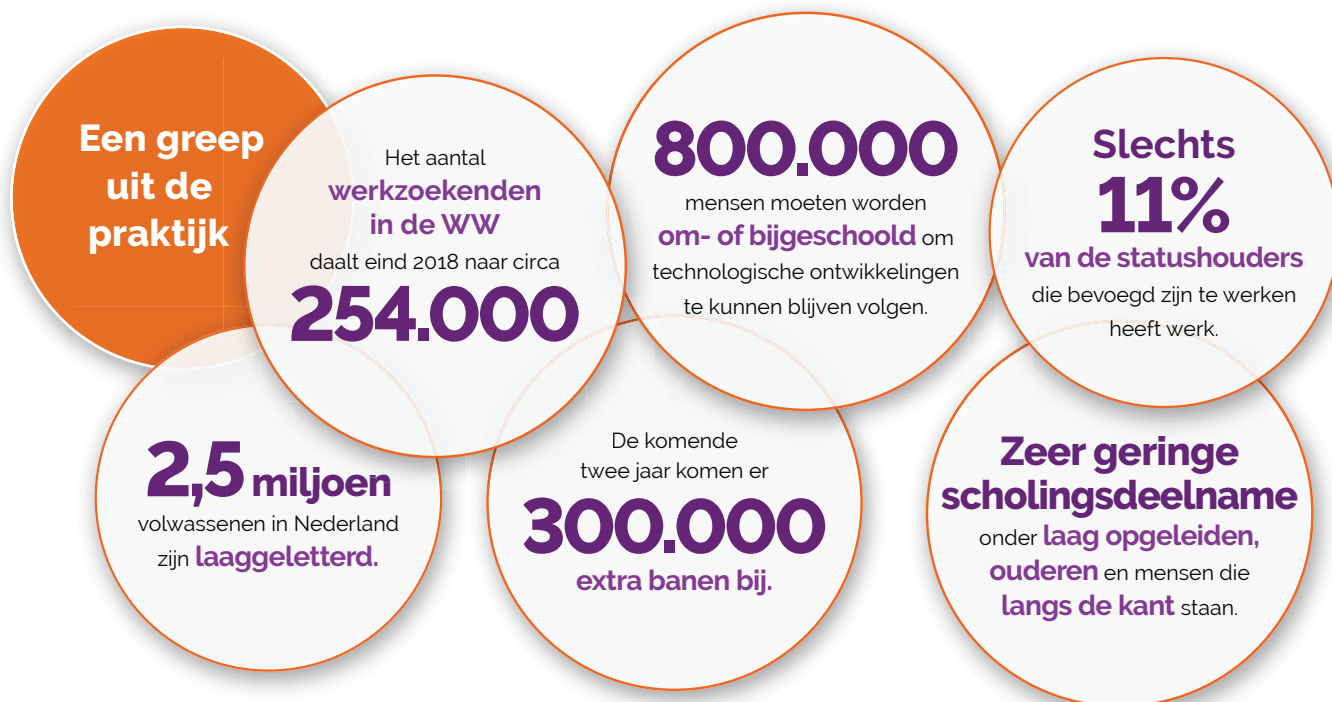 Een greep
uit de
praktijk
Het aantal
werkzoekenden
in de WW
daalt eind 2018 naar circa
254.000
800.000
mensen moeten worden
om- of bijgeschoold om
technologische ontwikkelingen
te kunnen blijven volgen.
Slechts
11%
van de statushouders
die bevoegd zijn te werken
heeft werk.
2,5 miljoen
volwassenen in Nederland
zijn laaggeletterd.
De komende
twee jaar komen er
300.000
extra banen bij.
Zeer geringe
scholingsdeelname
onder laag opgeleiden,
ouderen en mensen die
langs de kant staan.